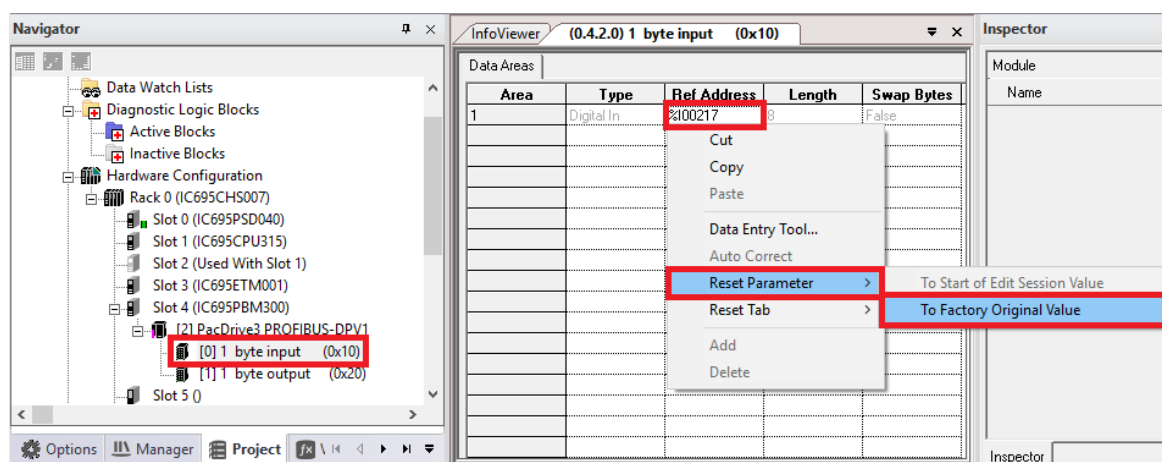 Navigator
Data Watch Lists
Diagnostic Logic Blocks
Active Blocks
Inactive Blocks
Hardware Configuration
Rack 0 (IC695CHS007)
Slot 0 (IC695PSD040)
Slot 1 (IC695CPU315)
Slot 2 (Used With Slot 1)
Slot 3 (IC695ETM001)
Slot 4 (IC695PBM300)
[2] PacDrive3 PROFIBUS-DPV1
[0] 1 byte input (0x10)
[1] 1 byte output (0x20)
Slot 5 ()
Options Manager Project fx
InfoViewer (0.4.2.0) 1 byte input (0x10)
Data Areas
Area Type Ref Address Length Swap Bytes
1 Digital In %I00217 8 False
Cut
Copy
Paste
Data Entry Tool...
Auto Correct
Reset Parameter
Reset Tab
Add
Delete
To Start of Edit Session Value
To Factory Original Value
Inspector
Module
Name
Inspector